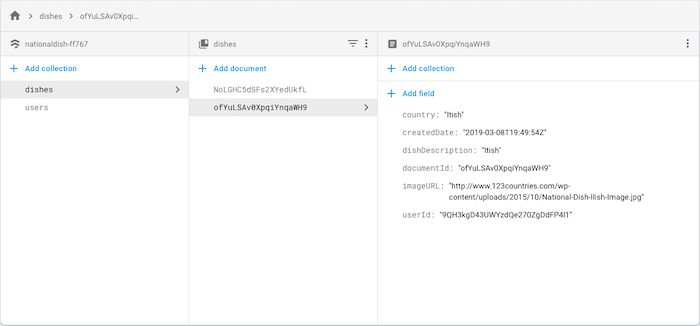 dishes
ofYuLSAv0Xpqi...
nationaldish-ff767
dishes
ofYuLSAv0XpqiYnqaWH9
Add collection
Add document
Add collection
dishes
users
NoLGHC5dSFs2XYedUkfL
ofYuLSAv0XpqiYnqaWH9
Add field
country: "Itish"
createdDate: "2019-03-08T19:49:54Z"
dishDescription: "Itish"
documentId: "ofYuLSAv0XpqiYnqaWH9"
imageURL: "http://www.123countries.com/wp-
content/uploads/2015/10/National-Dish-Ilish-Image.jpg"
userId: "9QH3kgD43UWYzdQe270ZgDdFP4l1"